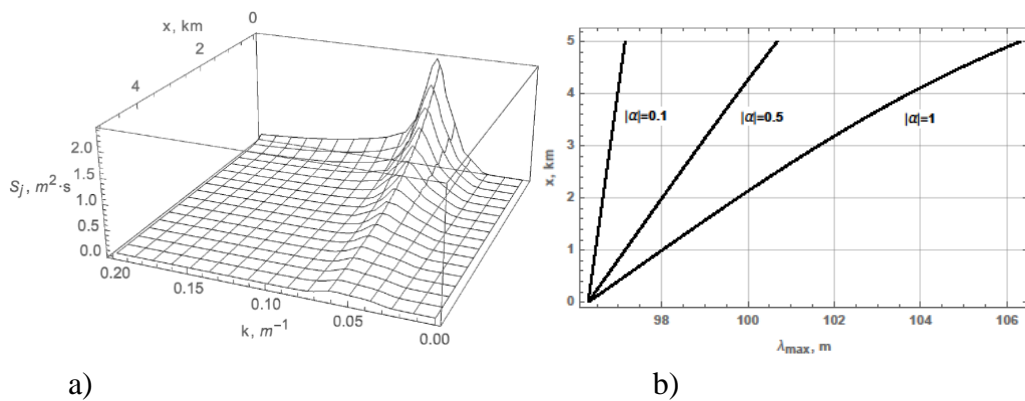 0
x, km
2
4
2.0
1.5
S_j, m²·s
1.0
0.5
0.0
0.20
0.15
0.10
0.05
0.00
k, m⁻¹
a)
5
4
3
2
1
0
x, km
|α|=0.1
|α|=0.5
|α|=1
98
100
102
104
106
λ_max, m
b)